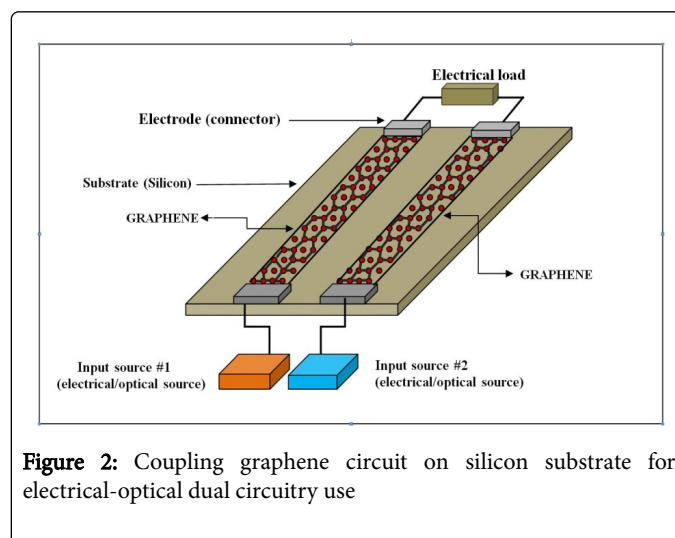 Electrical load
Electrode (connector)
Substrate (Silicon)
GRAPHENE
GRAPHENE
Input source #1
(electrical/optical source)
Input source #2
(electrical/optical source)
Figure 2: Coupling graphene circuit on silicon substrate for
electrical-optical dual circuitry use